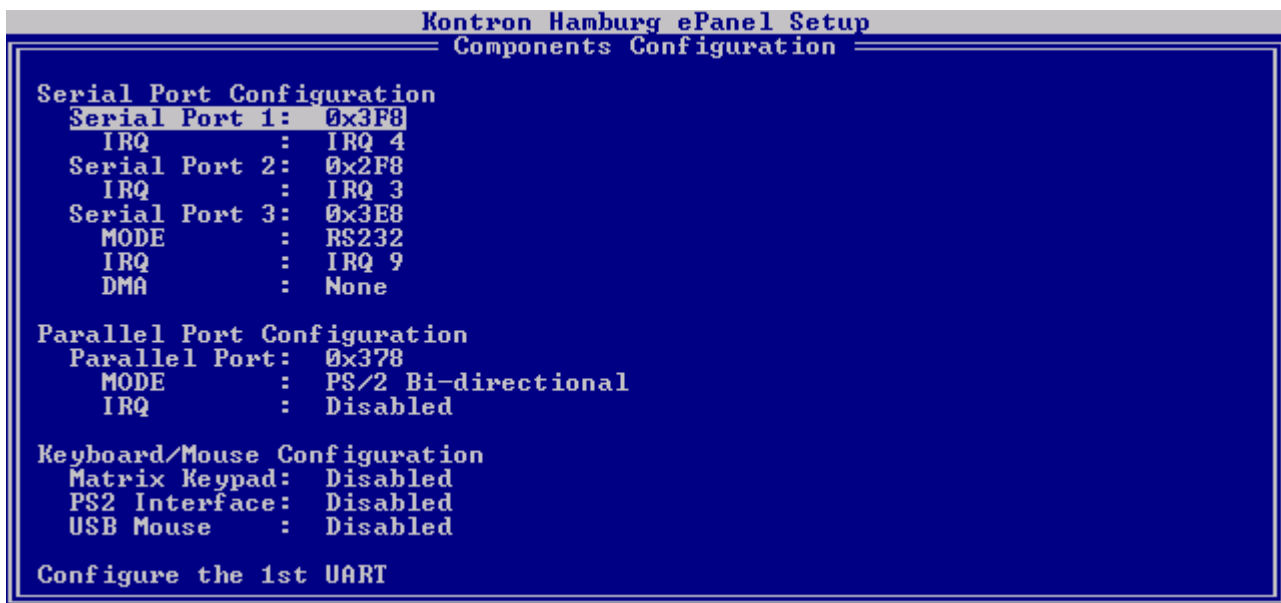 Kontron Hamburg ePanel Setup
Components Configuration
Serial Port Configuration
Serial Port 1: 0x3F8
IRQ : IRQ 4
Serial Port 2: 0x2F8
IRQ : IRQ 3
Serial Port 3: 0x3E8
MODE : RS232
IRQ : IRQ 9
DMA : None
Parallel Port Configuration
Parallel Port: 0x378
MODE : PS/2 Bi-directional
IRQ : Disabled
Keyboard/Mouse Configuration
Matrix Keypad: Disabled
PS2 Interface: Disabled
USB Mouse : Disabled
Configure the 1st UART